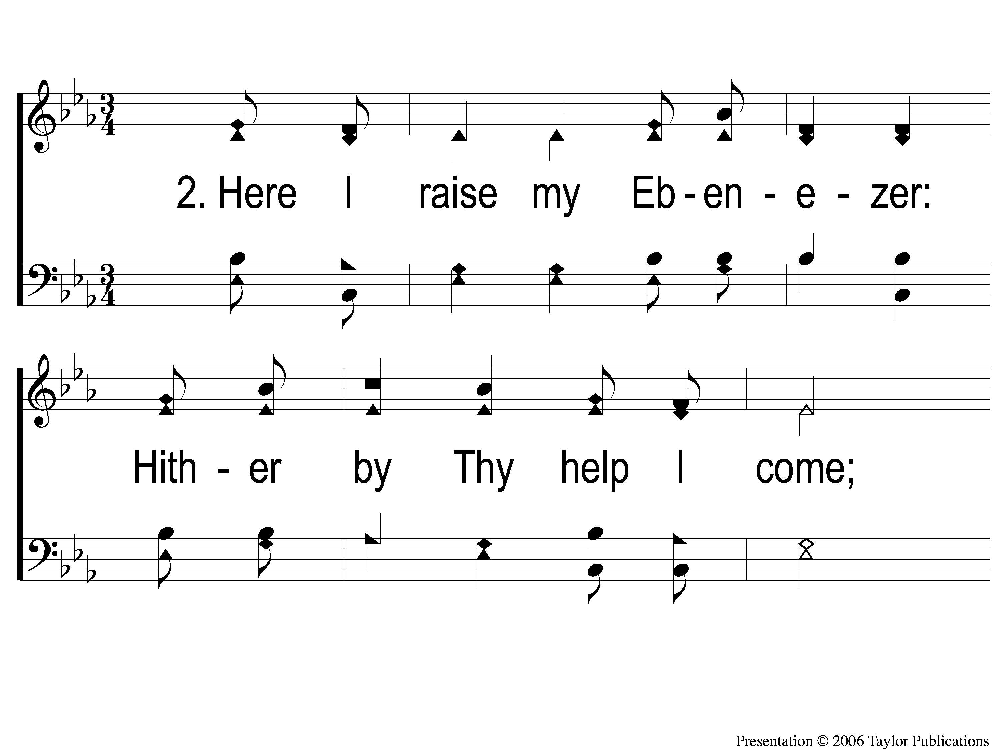 2. Here I raise my Eb - en - e - zer:
Hith - er by Thy help I come;
Presentation © 2006 Taylor Publications